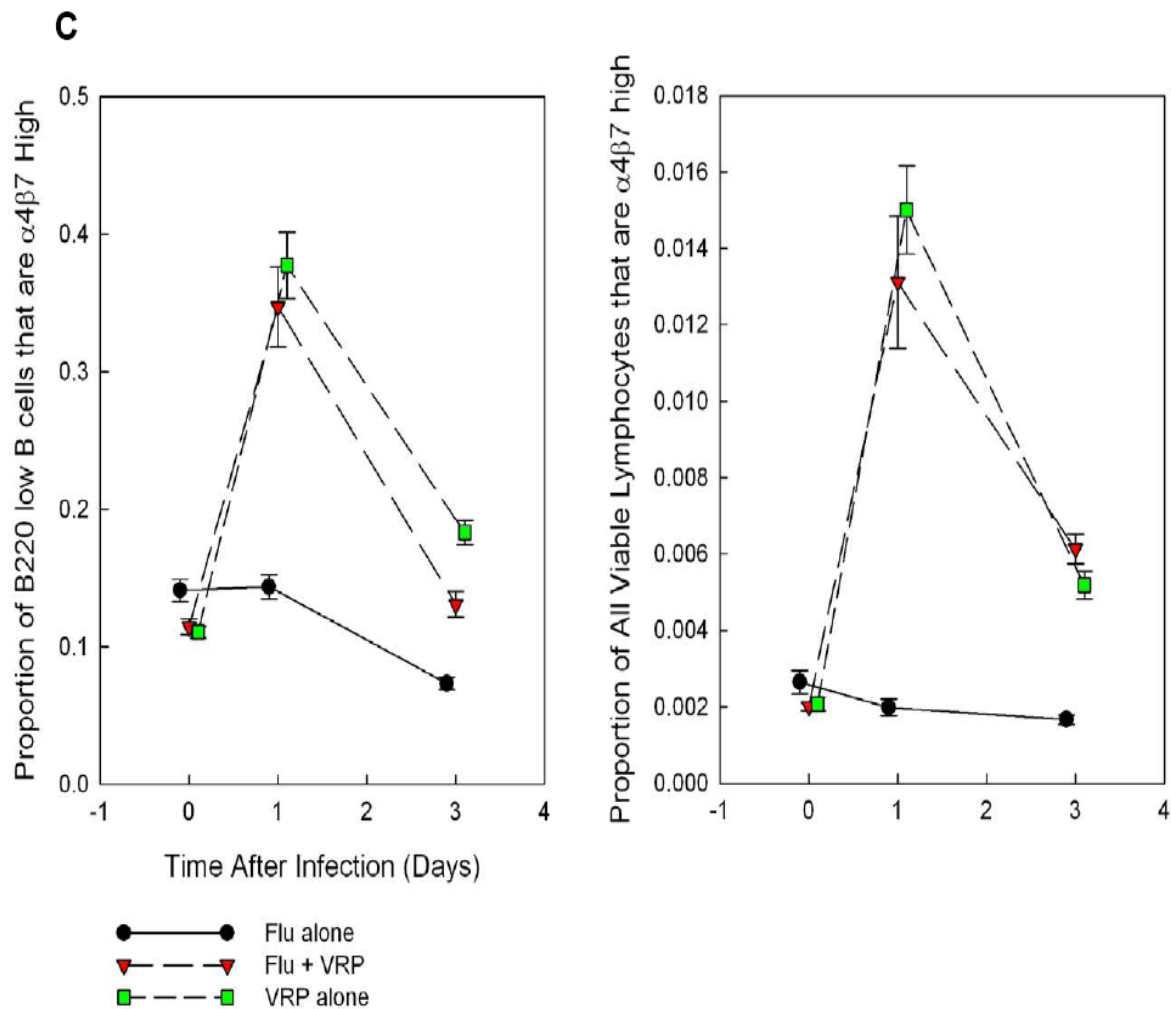 C
Proportion of B220 low B cells that are α4β7 High
0.5
0.4
0.3
0.2
0.1
0.0
-1 0 1 2 3 4
Time After Infection (Days)
Proportion of All Viable Lymphocytes that are α4β7 high
0.018
0.016
0.014
0.012
0.010
0.008
0.006
0.004
0.002
0.000
-1 0 1 2 3 4
Flu alone
Flu + VRP
VRP alone